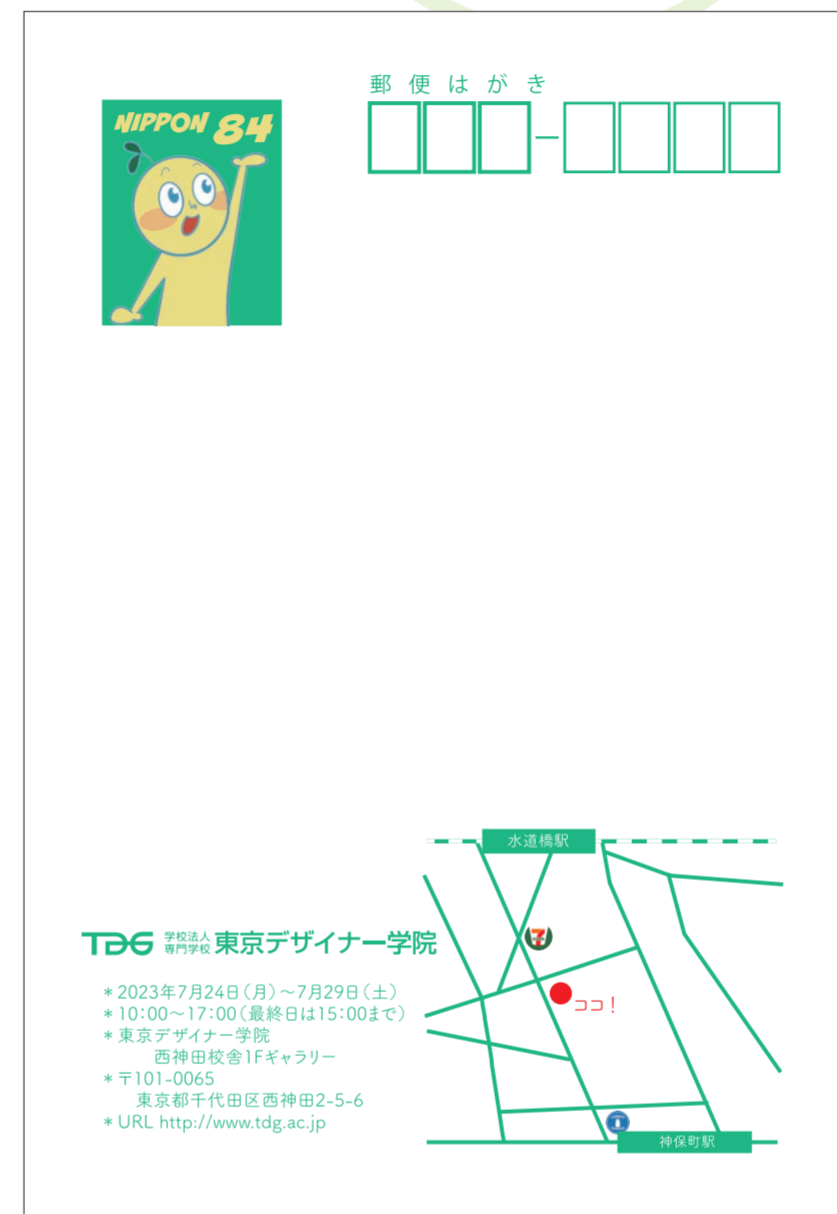 郵便はがき
NIPPON 84
水道橋駅
TDG 学校法人 専門学校 東京デザイナー学院
7
＊2023年7月24日（月）～7月29日（土）
ココ！
＊10:00～17:00（最終日は15:00まで）
＊東京デザイナー学院
西神田校舎1Fギャラリー
＊〒101-0065
東京都千代田区西神田2-5-6
＊URL http://www.tdg.ac.jp
神保町駅